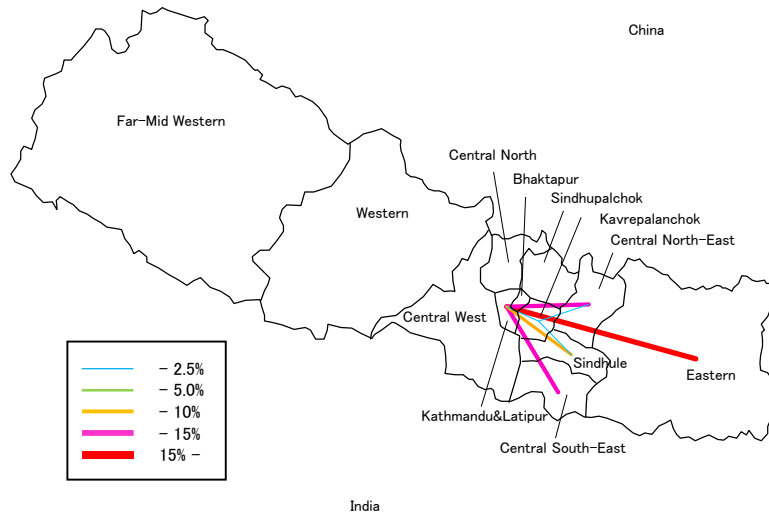 China
Far-Mid Western
Central North
Bhaktapur
Sindhupalchok
Western
Kavrepalanchok
Central North-East
Central West
Sindhule
Eastern
- 2.5%
- 5.0%
- 10%
- 15%
15% -
Kathmandu&Latipur
Central South-East
India